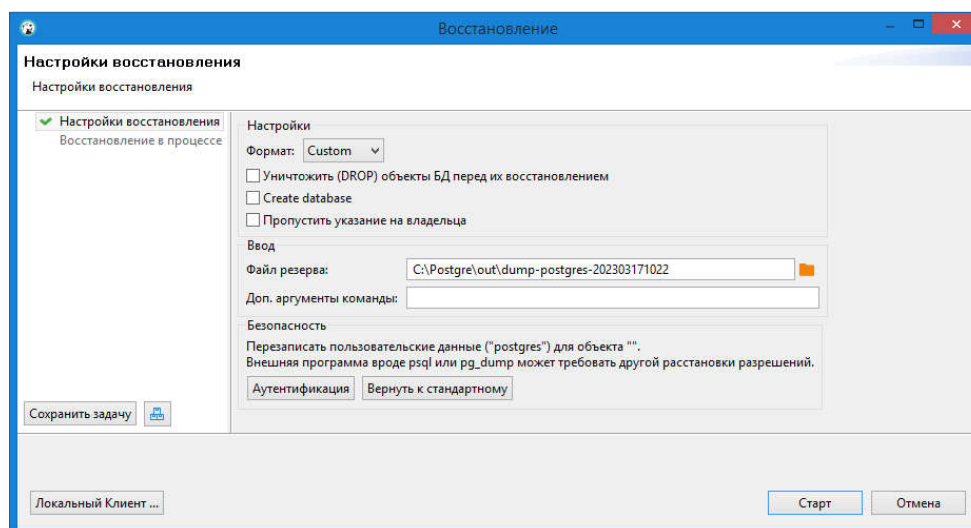 Восстановление
Настройки восстановления
Настройки восстановления
Настройки восстановления
Восстановление в процессе
Настройки
Формат: Custom
Уничтожить (DROP) объекты БД перед их восстановлением
Create database
Пропустить указание на владельца
Ввод
Файл резерва: C:\Postgre\out\dump-postgres-202303171022
Доп. аргументы команды:
Безопасность
Перезаписать пользовательские данные ("postgres") для объекта "".
Внешняя программа вроде psql или pg_dump может требовать другой расстановки разрешений.
Аутентификация Вернуть к стандартному
Сохранить задачу
Локальный Клиент ... Старт Отмена